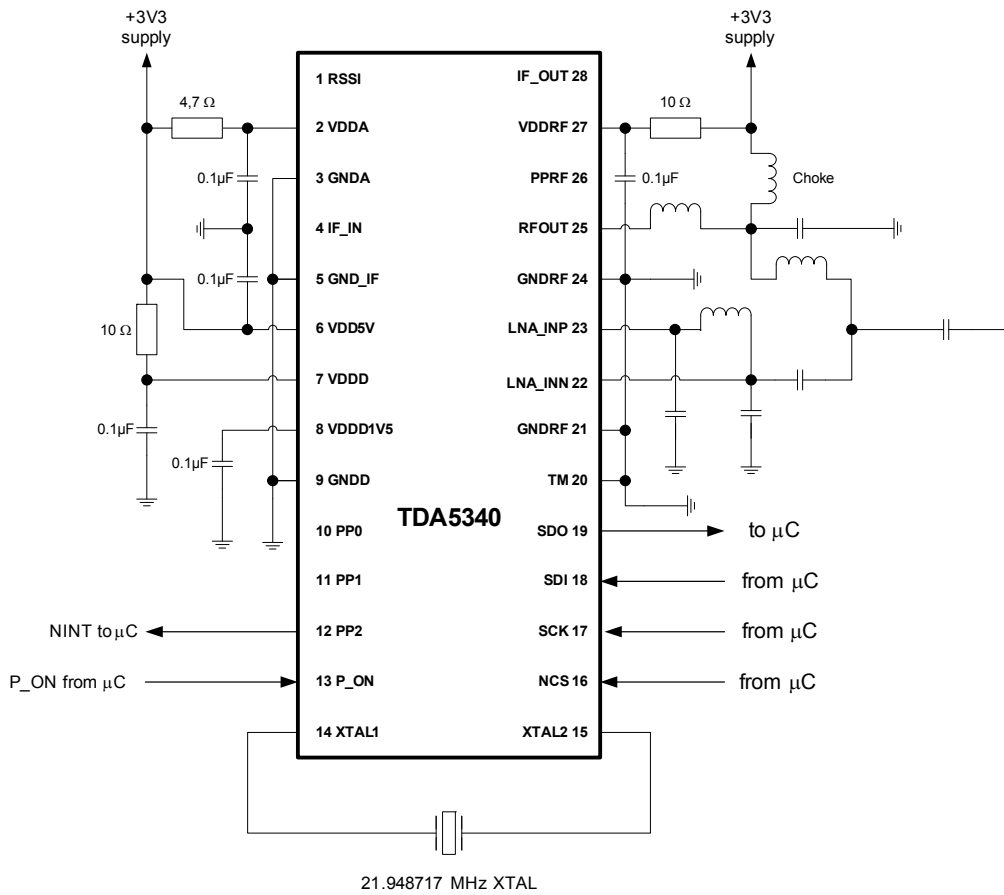 +3V3
supply
+3V3
supply
1 RSSI
IF_OUT 28
4,7 Ω
10 Ω
2 VDDA
VDDRF 27
0.1µF
3 GNDA
PPRF 26
0.1µF
Choke
4 IF_IN
RFOUT 25
0.1µF
5 GND_IF
GNDRF 24
10 Ω
6 VDD5V
LNA_INP 23
7 VDDD
LNA_INN 22
0.1µF
8 VDDD1V5
GNDRF 21
0.1µF
9 GNDD
TM 20
TDA5340
10 PP0
SDO 19
to µC
11 PP1
SDI 18
from µC
NINT to µC
12 PP2
SCK 17
from µC
P_ON from µC
13 P_ON
NCS 16
from µC
14 XTAL1
XTAL2 15
21.948717 MHz XTAL